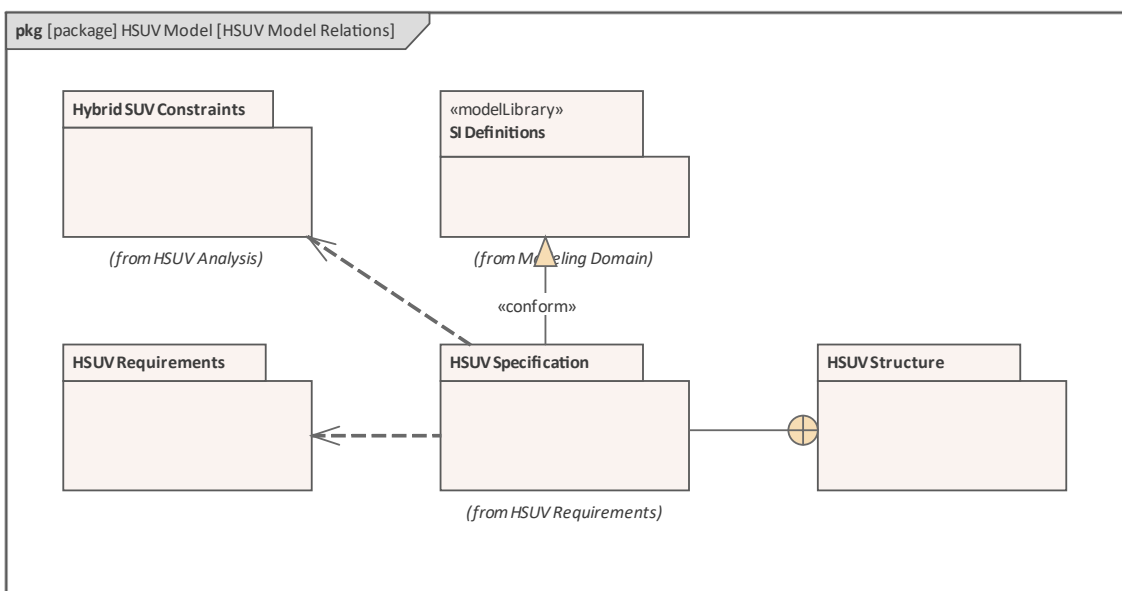 pkg [package] HSUV Model [HSUV Model Relations]
Hybrid SUV Constraints
«modelLibrary»
SI Definitions
(from HSUV Analysis)
(from Modeling Domain)
«conform»
HSUV Requirements
HSUV Specification
HSUV Structure
(from HSUV Requirements)